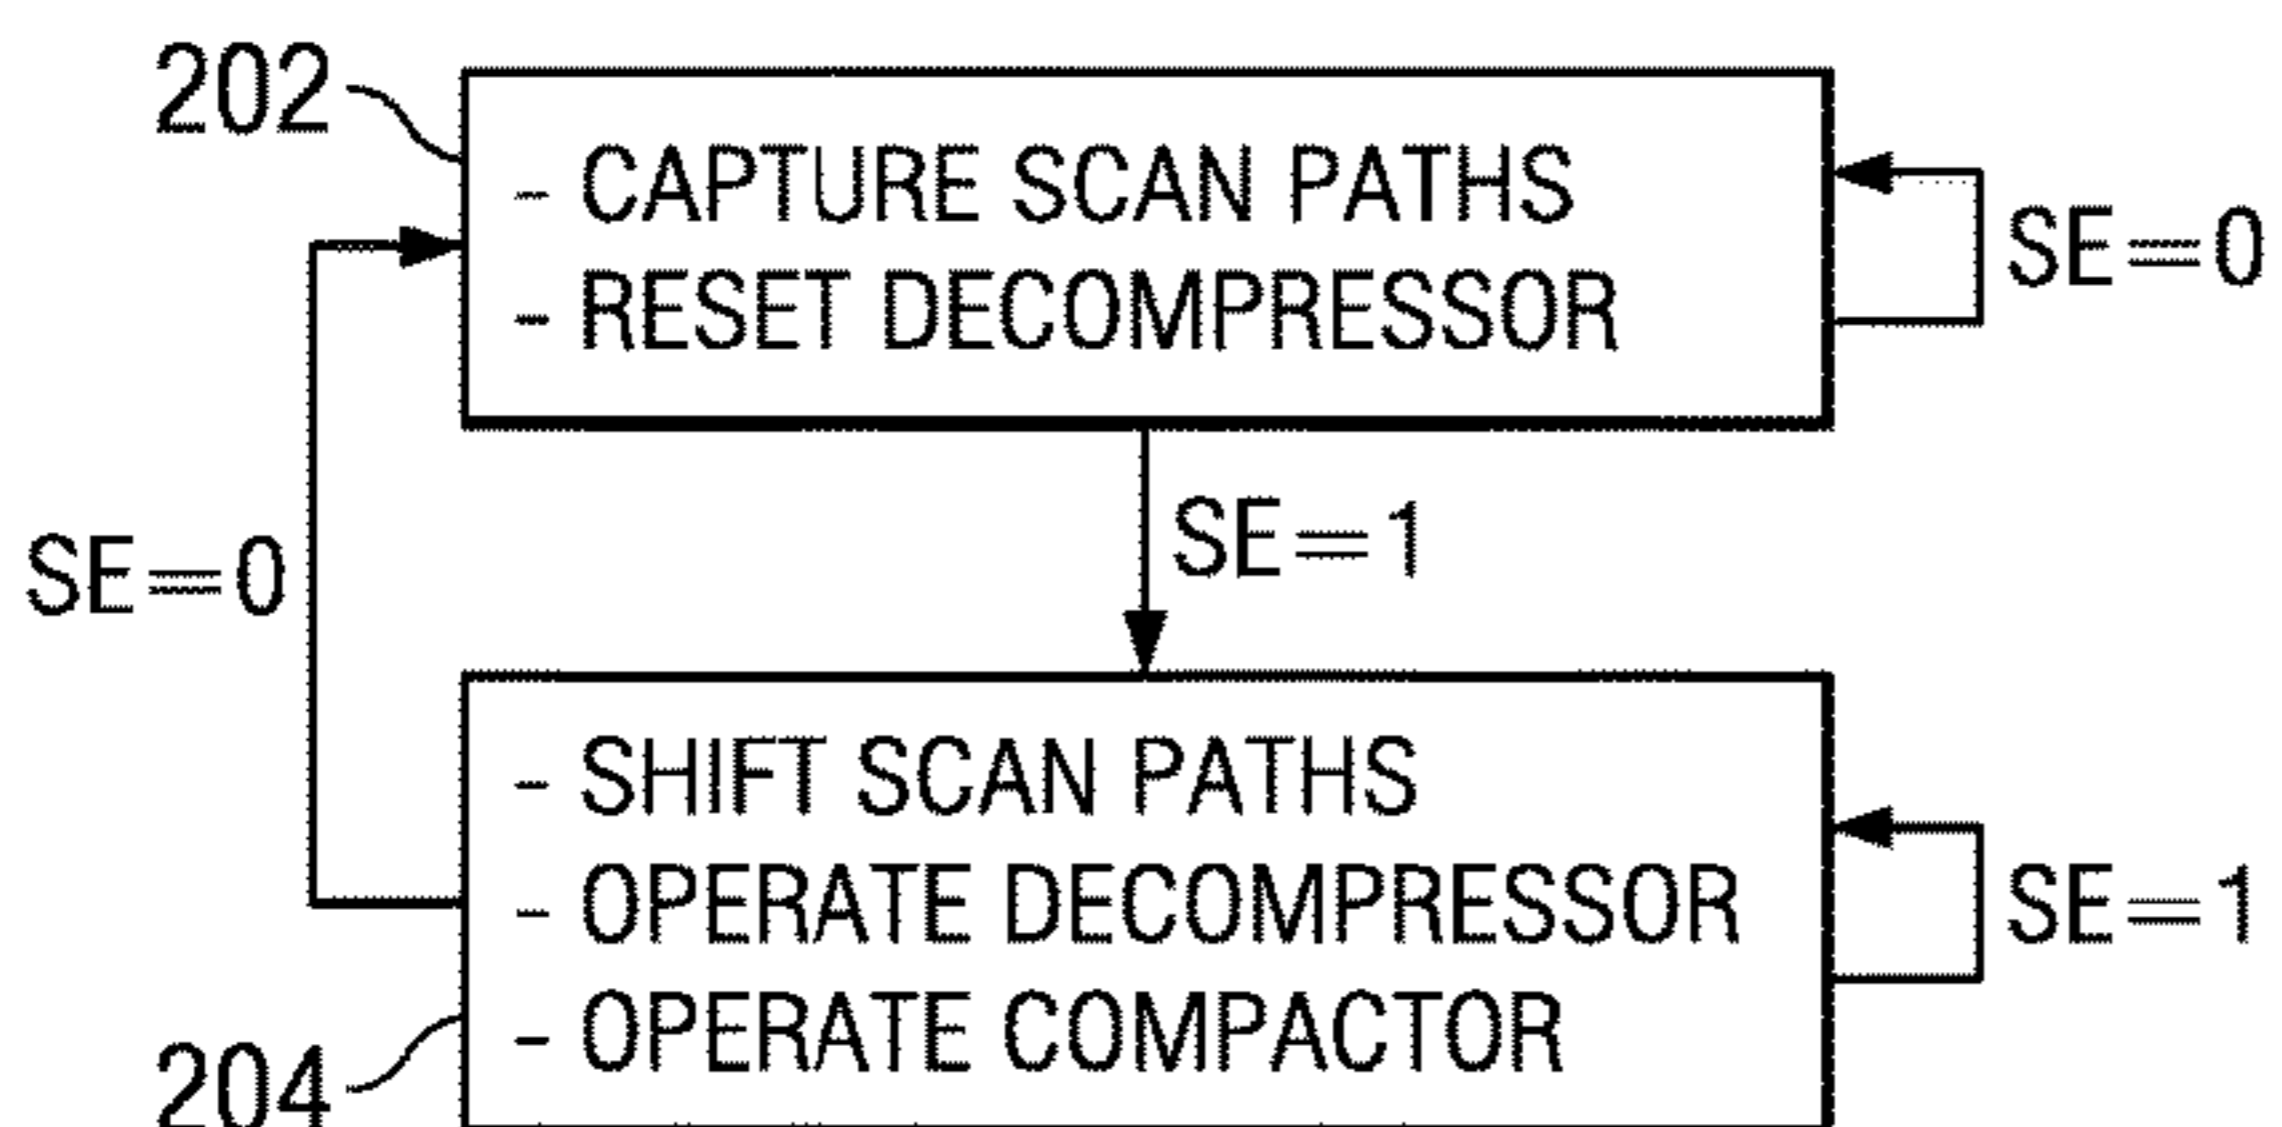 202
- CAPTURE SCAN PATHS
- RESET DECOMPRESSOR
SE=0
SE=0
SE=1
- SHIFT SCAN PATHS
- OPERATE DECOMPRESSOR
- OPERATE COMPACTOR
SE=1
204